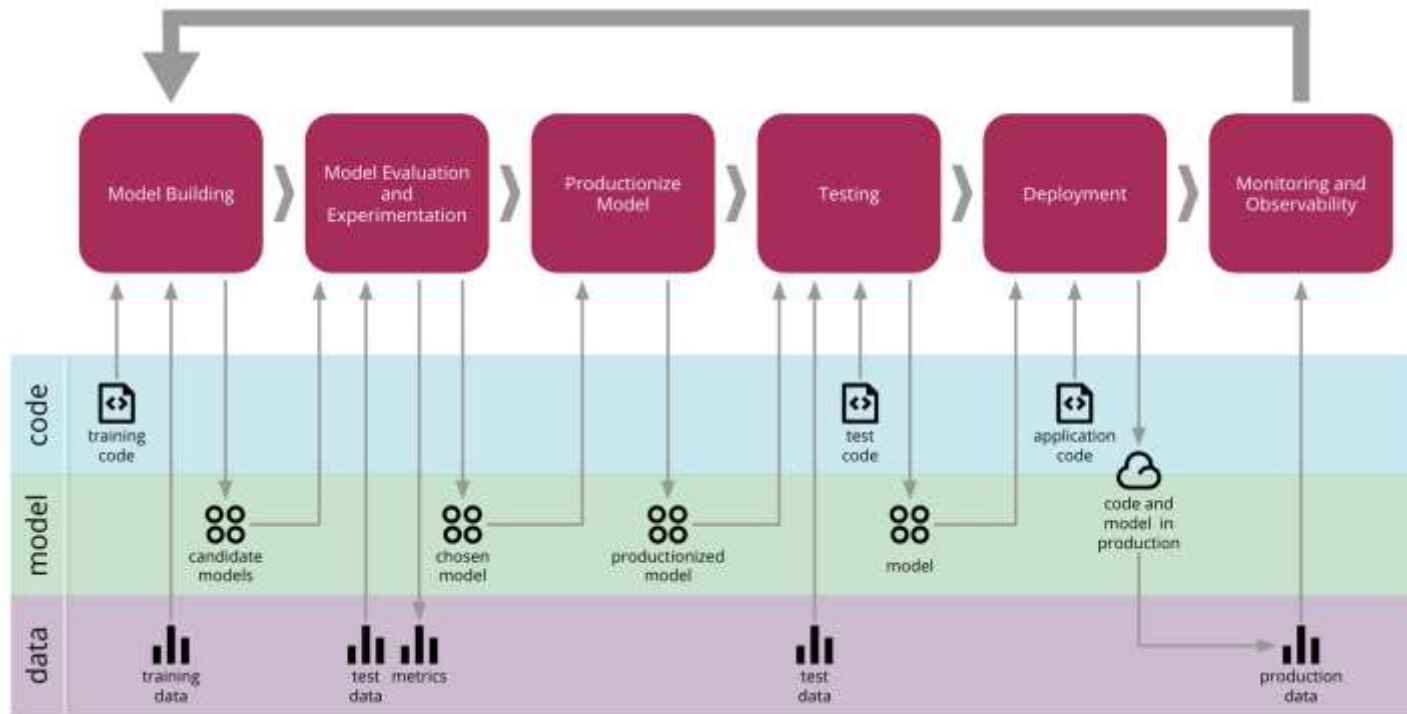 Model Building
Model Evaluation
and
Experimentation
Productionize
Model
Testing
Deployment
Monitoring and
Observability
code
training
code
test
code
application
code
model
candidate
models
chosen
model
productionized
model
model
code and
model in
production
data
training
data
test
data
metrics
test
data
production
data